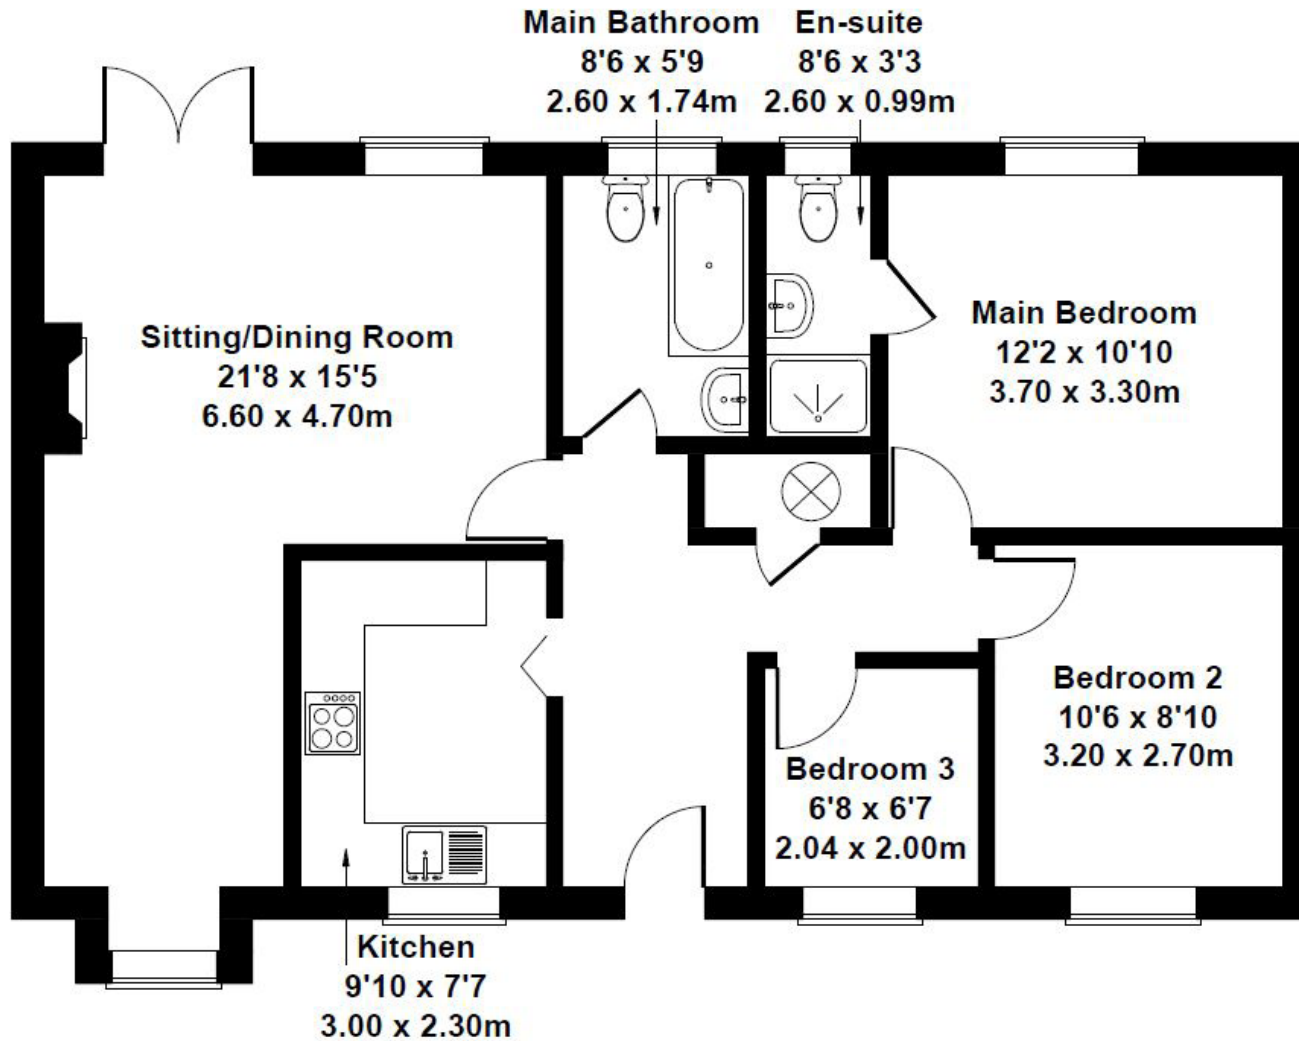 Main Bathroom
8'6 x 5'9
2.60 x 1.74m
En-suite
8'6 x 3'3
2.60 x 0.99m
Sitting/Dining Room
21'8 x 15'5
6.60 x 4.70m
Main Bedroom
12'2 x 10'10
3.70 x 3.30m
Bedroom 2
10'6 x 8'10
3.20 x 2.70m
Bedroom 3
6'8 x 6'7
2.04 x 2.00m
Kitchen
9'10 x 7'7
3.00 x 2.30m